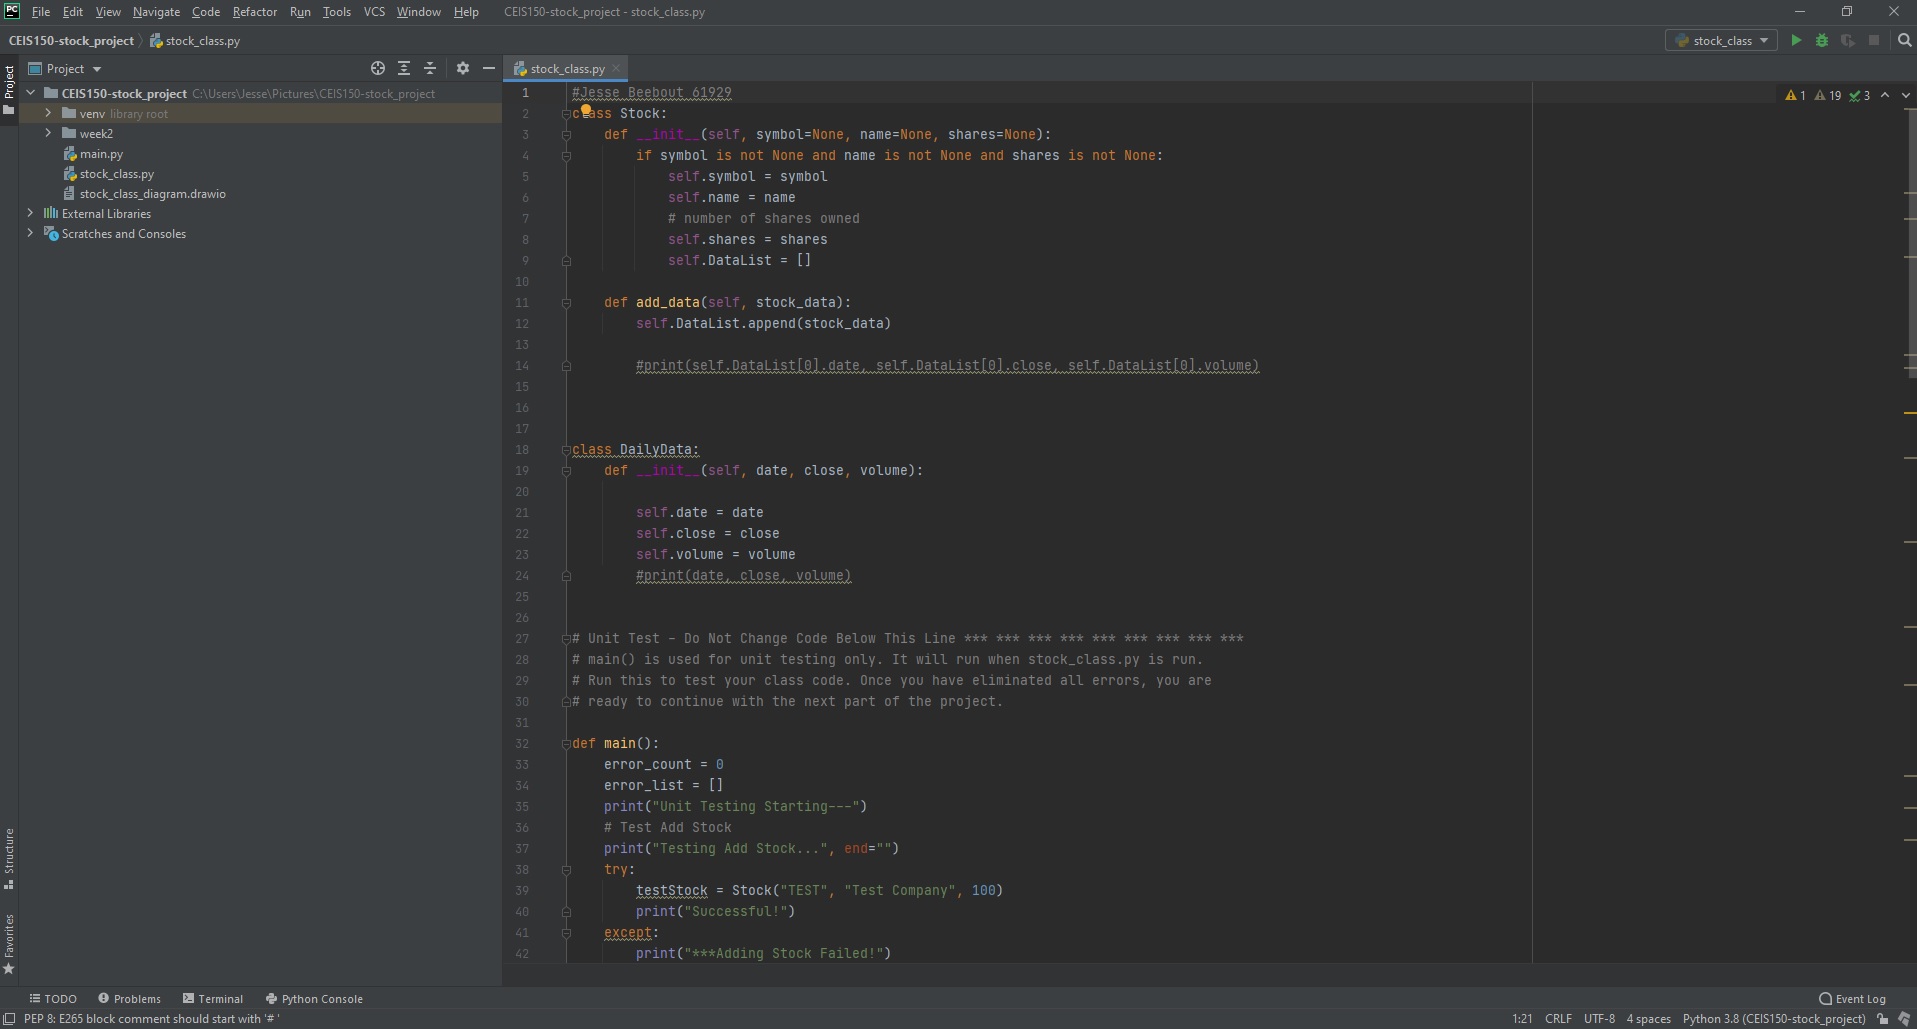 PC File Edit View Navigate Code Refactor Run Tools VCS Window Help CEIS150-stock_project - stock_class.py
CEIS150-stock_project stock_class.py stock_class
Project
Project
stock_class.py
CEIS150-stock_project C:\Users\Jesse\Pictures\CEIS150-stock_project
venv library root
week2
main.py
stock_class.py
stock_class_diagram.drawio
External Libraries
Scratches and Consoles
1 19 3
1 #Jesse Beebout 61929
2 class Stock:
3 def __init__(self, symbol=None, name=None, shares=None):
4 if symbol is not None and name is not None and shares is not None:
5 self.symbol = symbol
6 self.name = name
7 # number of shares owned
8 self.shares = shares
9 self.DataList = []
10
11 def add_data(self, stock_data):
12 self.DataList.append(stock_data)
13
14 #print(self.DataList[0].date, self.DataList[0].close, self.DataList[0].volume)
15
16
17
18 class DailyData:
19 def __init__(self, date, close, volume):
20
21 self.date = date
22 self.close = close
23 self.volume = volume
24 #print(date, close, volume)
25
26
27 # Unit Test - Do Not Change Code Below This Line *** *** *** *** *** *** *** *** ***
28 # main() is used for unit testing only. It will run when stock_class.py is run.
29 # Run this to test your class code. Once you have eliminated all errors, you are
30 # ready to continue with the next part of the project.
31
32 def main():
33 error_count = 0
34 error_list = []
35 print("Unit Testing Starting---")
36 # Test Add Stock
37 print("Testing Add Stock...", end="")
38 try:
39 testStock = Stock("TEST", "Test Company", 100)
40 print("Successful!")
41 except:
42 print("***Adding Stock Failed!")
Structure
Favorites
TODO Problems Terminal Python Console Event Log
PEP 8: E265 block comment should start with '# ' 1:21 CRLF UTF-8 4 spaces Python 3.8 (CEIS150-stock_project)